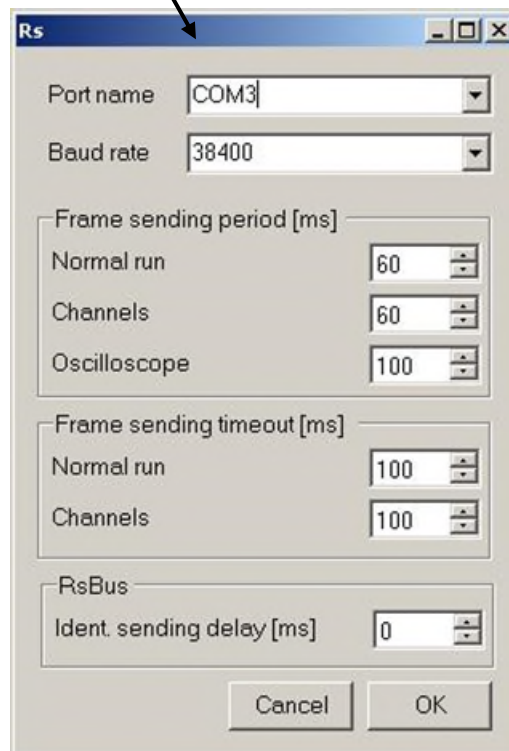 Rs
Port name COM3
Baud rate 38400
Frame sending period [ms]
Normal run 60
Channels 60
Oscilloscope 100
Frame sending timeout [ms]
Normal run 100
Channels 100
RsBus
Ident. sending delay [ms] 0
Cancel OK